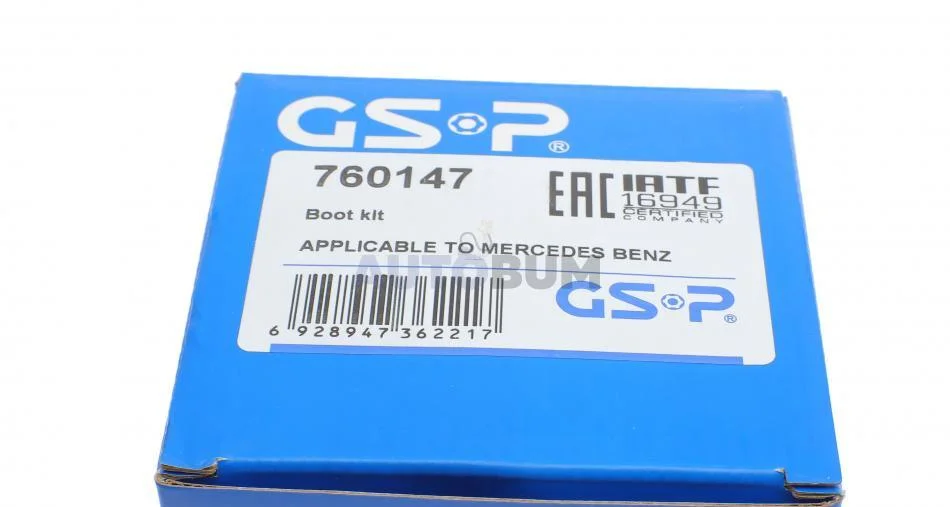 GSP®
760147
EAC IATF
16949
CERTIFIED
COMPANY
Boot kit
APPLICABLE TO MERCEDES BENZ
AUTOBUM
GSP®
6 928947 362217